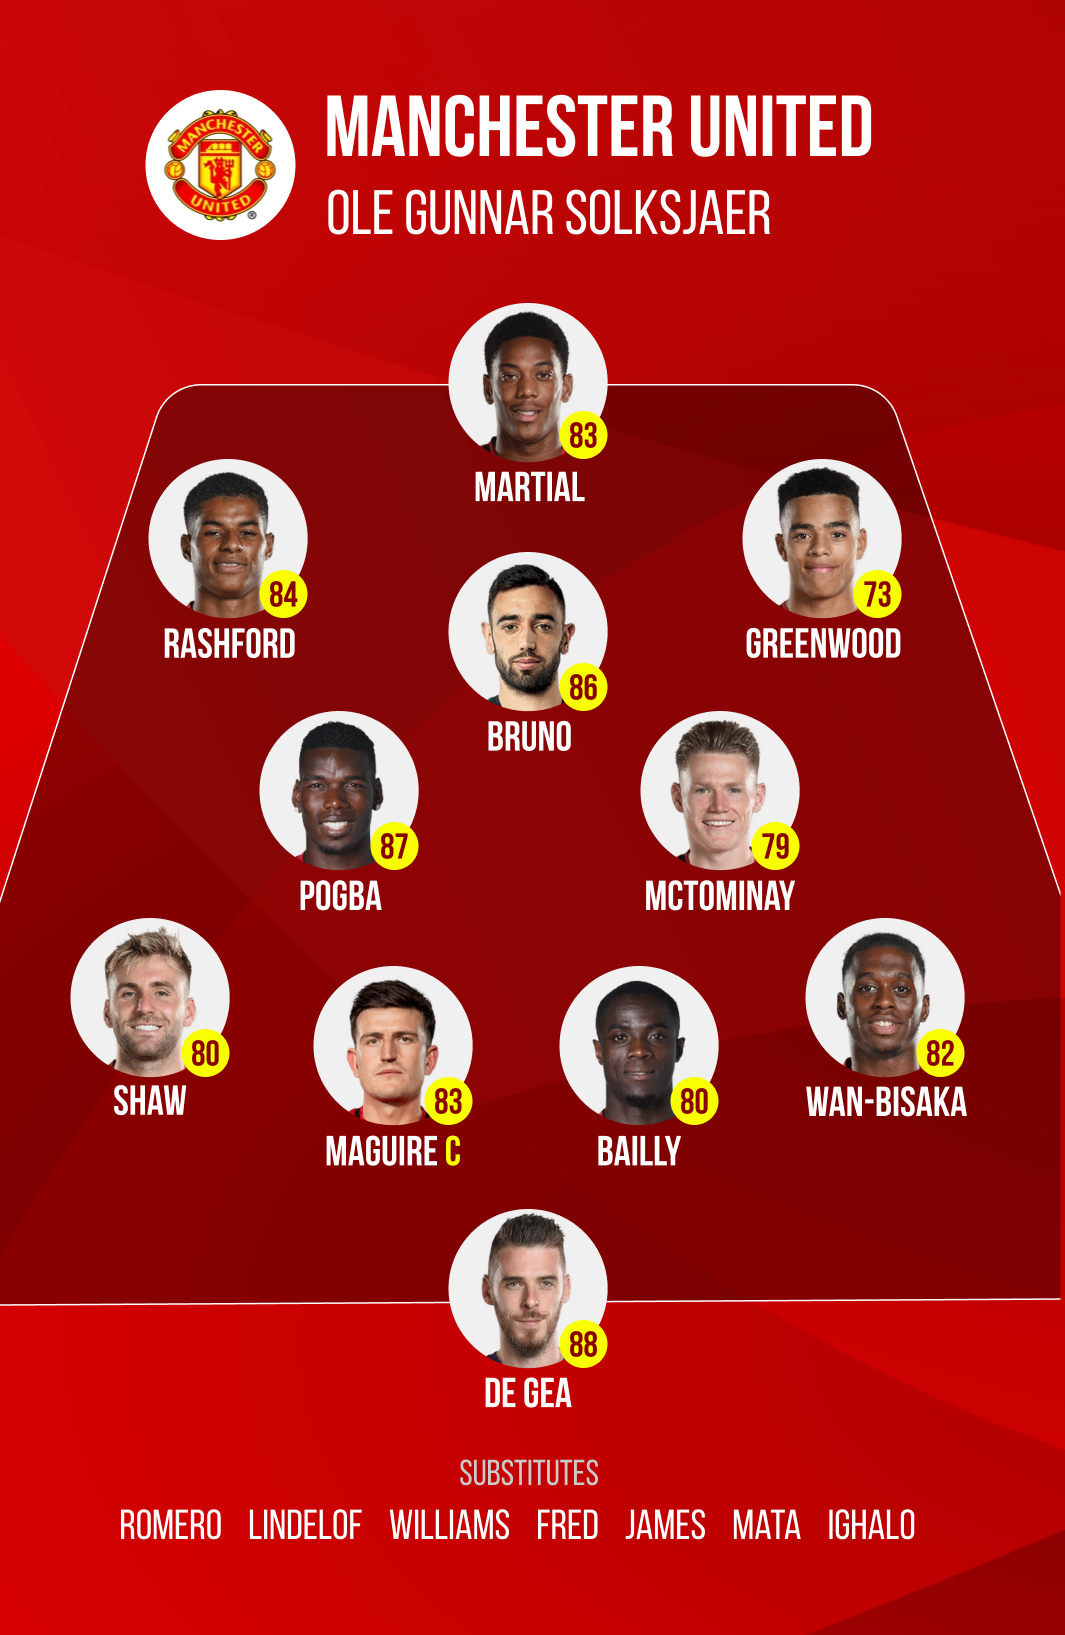 MANCHESTER
UNITED
®
MANCHESTER UNITED
OLE GUNNAR SOLKSJAER
83
MARTIAL
84
RASHFORD
73
GREENWOOD
86
BRUNO
87
POGBA
79
MCTOMINAY
80
SHAW
83
MAGUIRE C
80
BAILLY
82
WAN-BISAKA
88
DE GEA
SUBSTITUTES
ROMERO LINDELOF WILLIAMS FRED JAMES MATA IGHALO